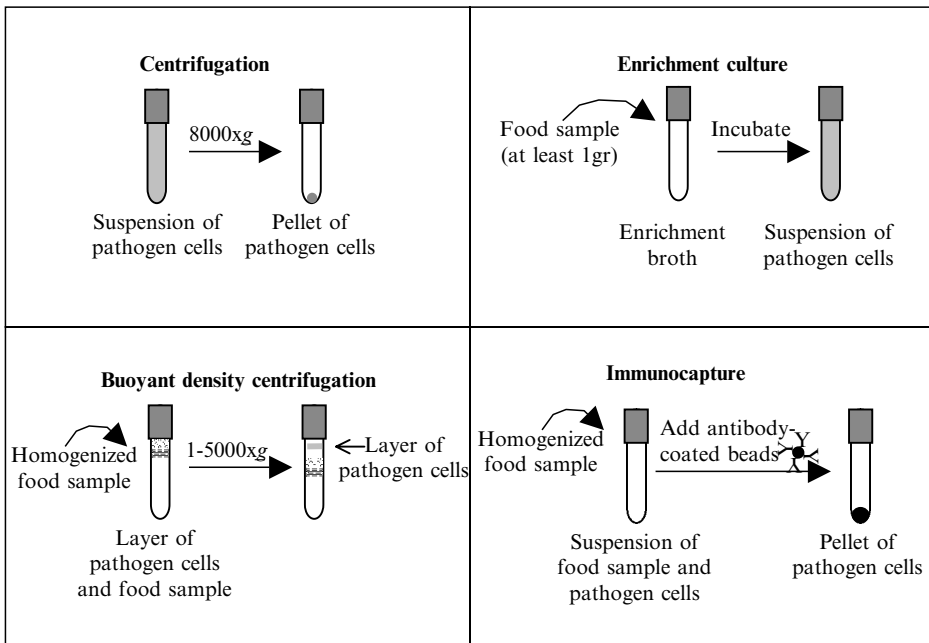 Centrifugation
8000xg
Suspension of
pathogen cells
Pellet of
pathogen cells
Enrichment culture
Food sample
(at least 1gr)
Incubate
Enrichment
broth
Suspension of
pathogen cells
Buoyant density centrifugation
Homogenized
food sample
1-5000xg
Layer of
pathogen cells
Layer of
pathogen cells
and food sample
Immunocapture
Homogenized
food sample
Add antibody-
coated beads
Suspension of
food sample and
pathogen cells
Pellet of
pathogen cells